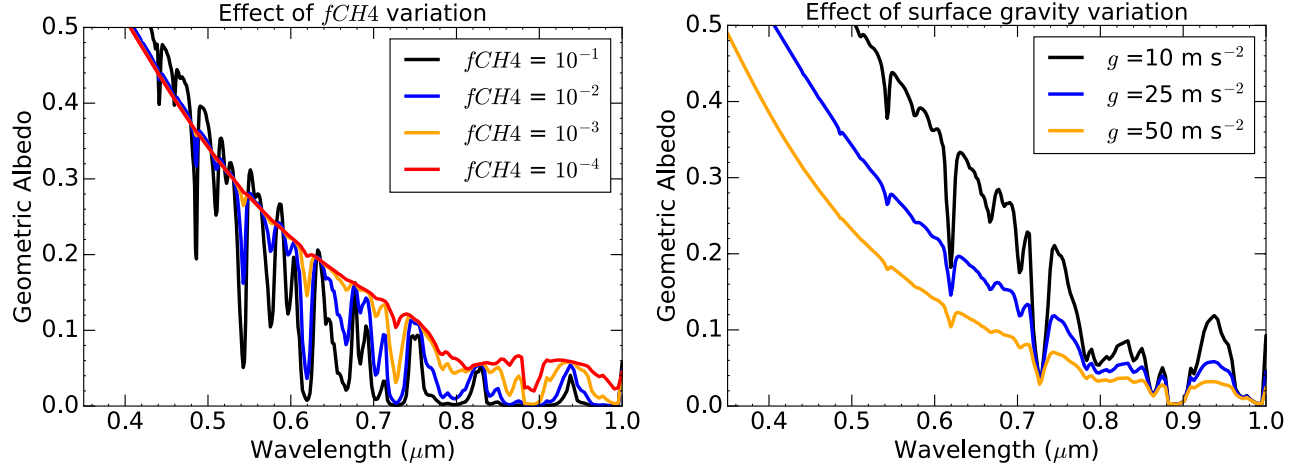 Effect of fCH4 variation
0.5
0.4
0.3
0.2
0.1
0.0
Geometric Albedo
fCH4 = 10⁻¹
fCH4 = 10⁻²
fCH4 = 10⁻³
fCH4 = 10⁻⁴
0.4 0.5 0.6 0.7 0.8 0.9 1.0
Wavelength (μm)
Effect of surface gravity variation
0.5
0.4
0.3
0.2
0.1
0.0
Geometric Albedo
g =10 m s⁻²
g =25 m s⁻²
g =50 m s⁻²
0.4 0.5 0.6 0.7 0.8 0.9 1.0
Wavelength (μm)